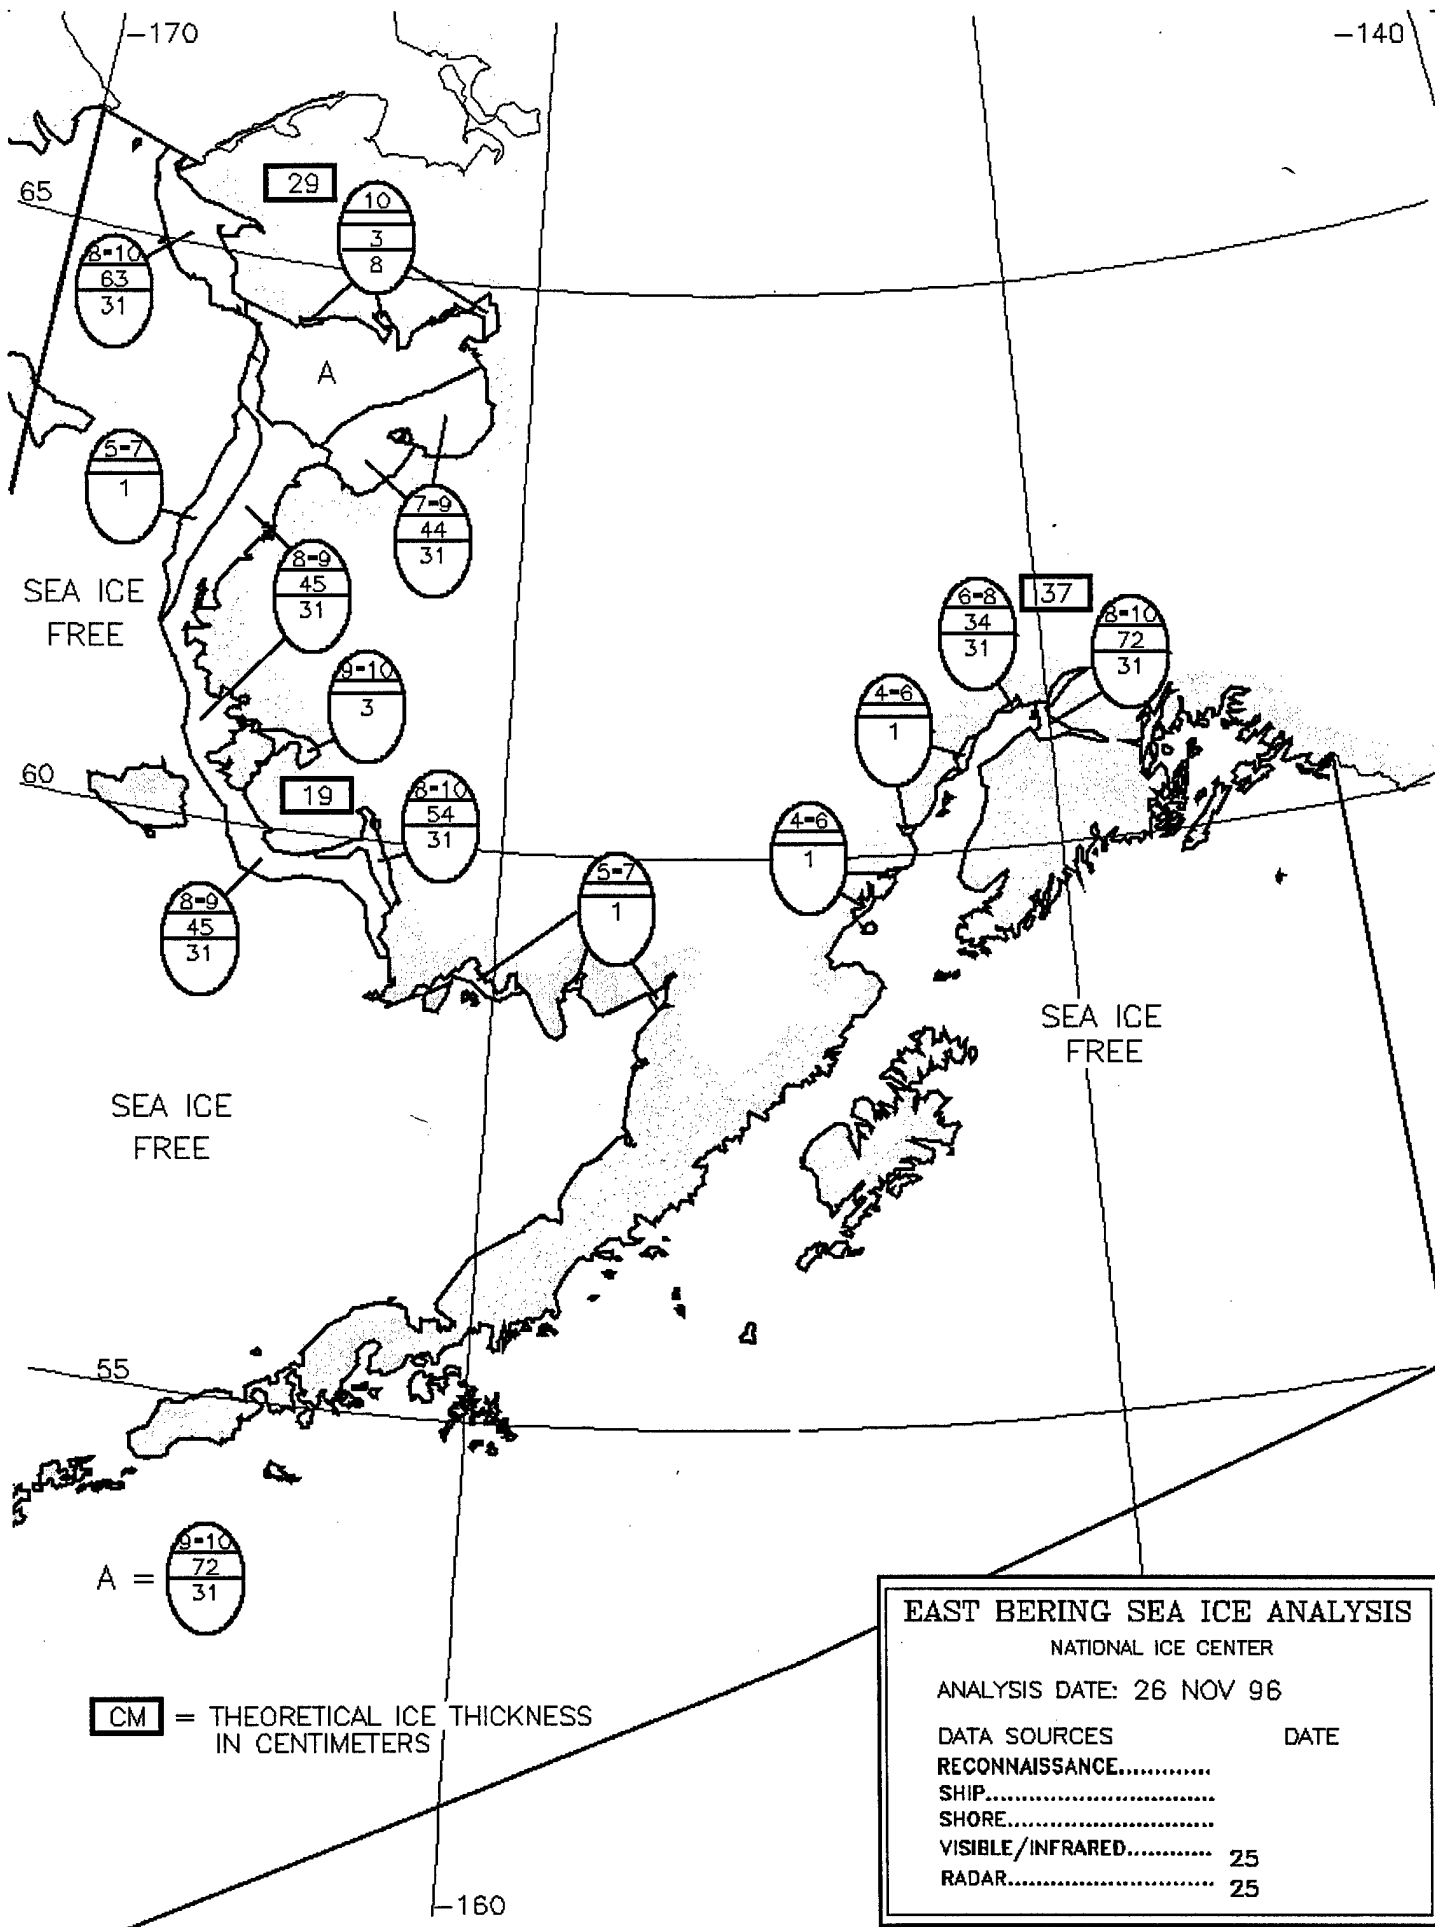 -170
-140
65
29
10
3
8
8-10
63
31
A
5-7
1
7-9
44
31
SEA ICE
FREE
8-9
45
31
6-8
34
31
37
8-10
72
31
9-10
3
4-6
1
60
19
8-10
54
31
4-6
1
5-7
1
8-9
45
31
SEA ICE
FREE
SEA ICE
FREE
55
A =
9-10
72
31
CM = THEORETICAL ICE THICKNESS
IN CENTIMETERS
-160
EAST BERING SEA ICE ANALYSIS
NATIONAL ICE CENTER
ANALYSIS DATE: 26 NOV 96
DATA SOURCES DATE
RECONNAISSANCE.............
SHIP................................
SHORE.............................
VISIBLE/INFRARED............ 25
RADAR............................. 25